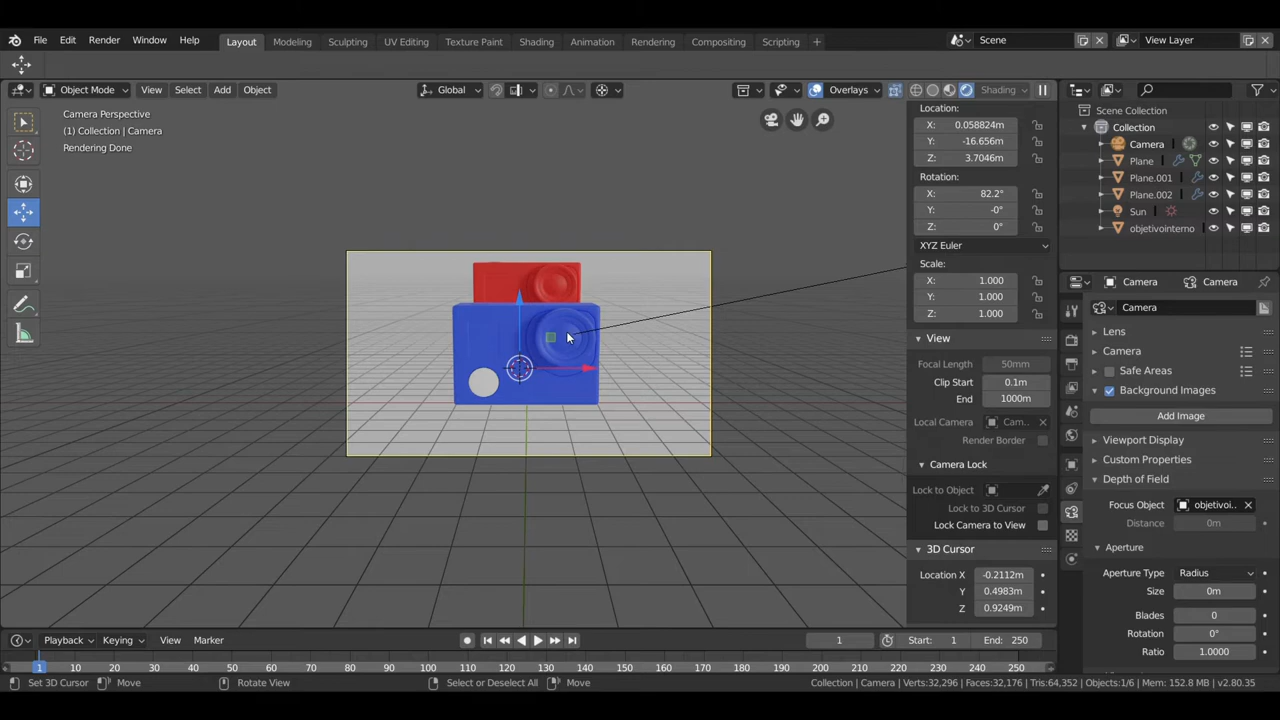 File Edit Render Window Help Layout Modeling Sculpting UV Editing Texture Paint Shading Animation Rendering Compositing Scripting + Scene View Layer
Object Mode View Select Add Object Global Overlays Shading
Camera Perspective
(1) Collection | Camera
Rendering Done
Location:
X: 0.058824m
Y: -16.656m
Z: 3.7046m
Rotation:
X: 82.2°
Y: -0°
Z: 0°
XYZ Euler
Scale:
X: 1.000
Y: 1.000
Z: 1.000
View
Focal Length 50mm
Clip Start 0.1m
End 1000m
Local Camera Cam..
Render Border
Camera Lock
Lock to Object
Lock to 3D Cursor
Lock Camera to View
3D Cursor
Location X -0.2112m
Y 0.4983m
Z 0.9249m
Scene Collection
Collection
Camera
Plane
Plane.001
Plane.002
Sun
objetivointerno
Camera Camera
Camera
Lens
Camera
Safe Areas
Background Images
Add Image
Viewport Display
Custom Properties
Depth of Field
Focus Object objetivoi..
Distance 0m
Aperture
Aperture Type Radius
Size 0m
Blades 0
Rotation 0°
Ratio 1.0000
Playback Keying View Marker 1 Start: 1 End: 250
1 10 20 30 40 50 60 70 80 90 100 110 120 130 140 150 160 170 180 190 200 210 220 230 240 250
Set 3D Cursor Move Rotate View Select or Deselect All Move Collection | Camera | Verts:32,296 | Faces:32,176 | Tris:64,352 | Objects:1/6 | Mem: 152.8 MB | v2.80.35